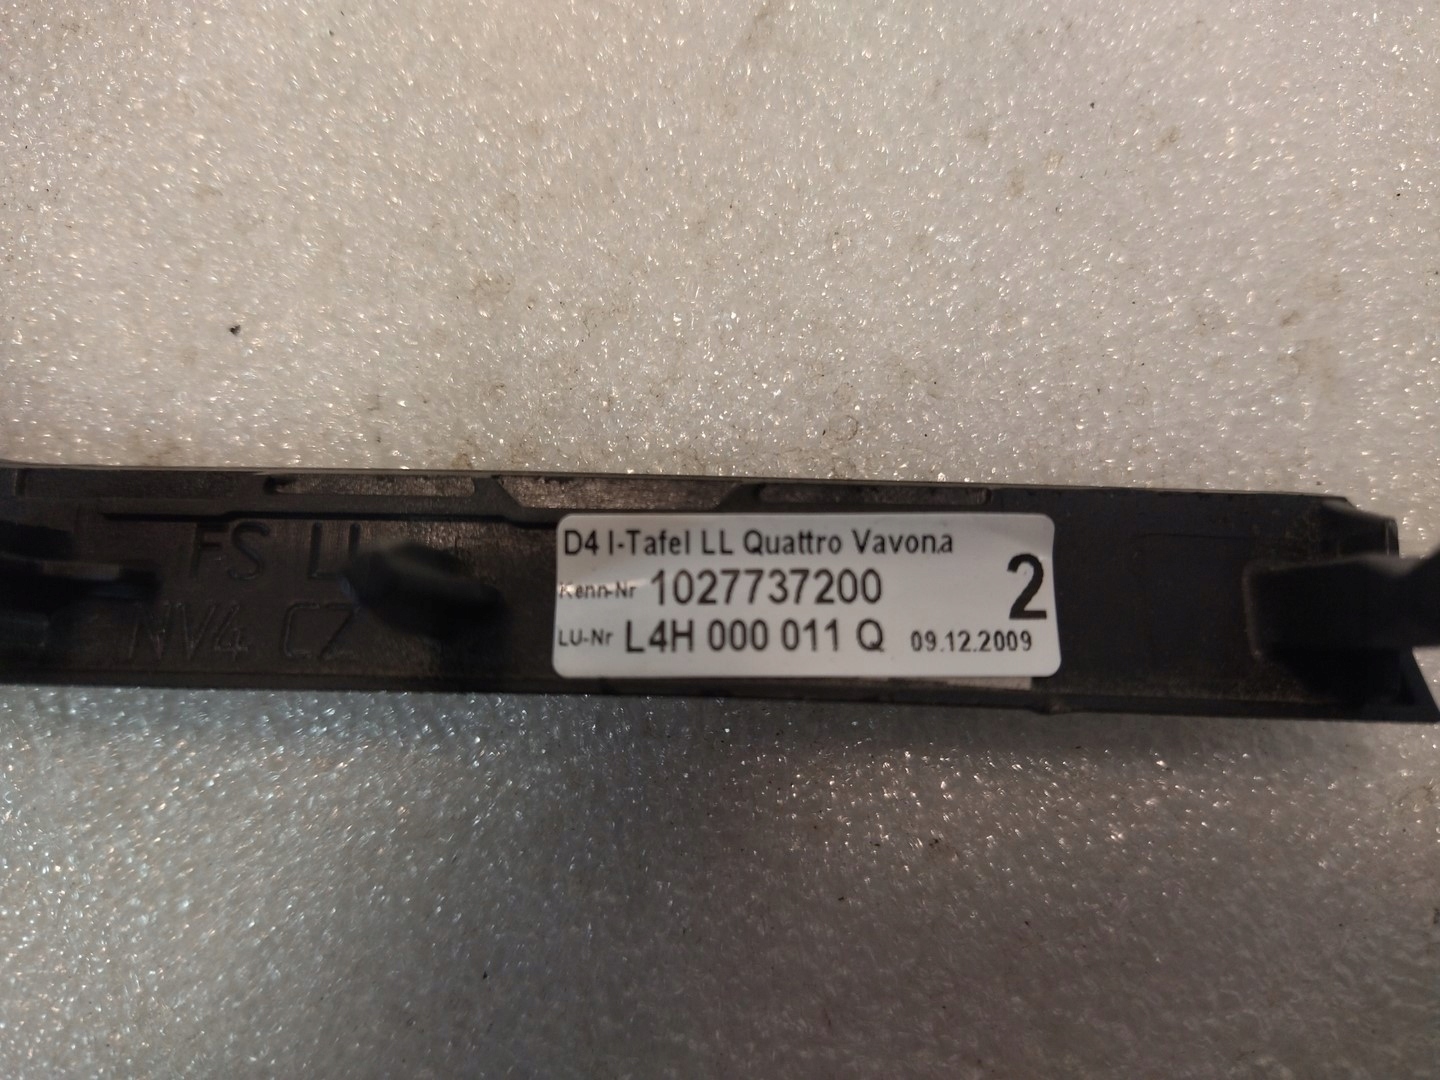 FS LL
NV4 CZ
D4 I-Tafel LL Quattro Vavona
Kenn-Nr 1027737200
2
LU-Nr L4H 000 011 Q 09.12.2009